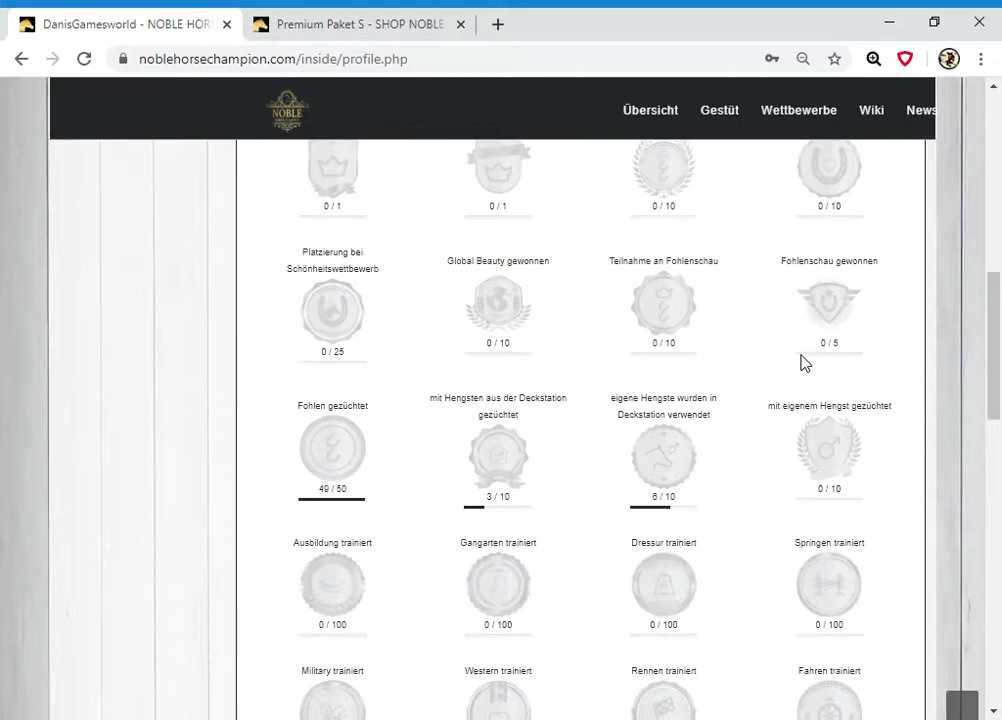 DanisGamesworld - NOBLE HOR
Premium Paket S - SHOP NOBLE
noblehorsechampion.com/inside/profile.php
NOBLE
Übersicht
Gestüt
Wettbewerbe
Wiki
News
0 / 1
0 / 1
0 / 10
0 / 10
Platzierung bei
Schönheitswettbewerb
Global Beauty gewonnen
Teilnahme an Fohlenschau
Fohlenschau gewonnen
0 / 25
0 / 10
0 / 10
0 / 5
Fohlen gezüchtet
mit Hengsten aus der Deckstation
gezüchtet
eigene Hengste wurden in
Deckstation verwendet
mit eigenem Hengst gezüchtet
49 / 50
3 / 10
6 / 10
0 / 10
Ausbildung trainiert
Gangarten trainiert
Dressur trainiert
Springen trainiert
0 / 100
0 / 100
0 / 100
0 / 100
Military trainiert
Western trainiert
Rennen trainiert
Fahren trainiert